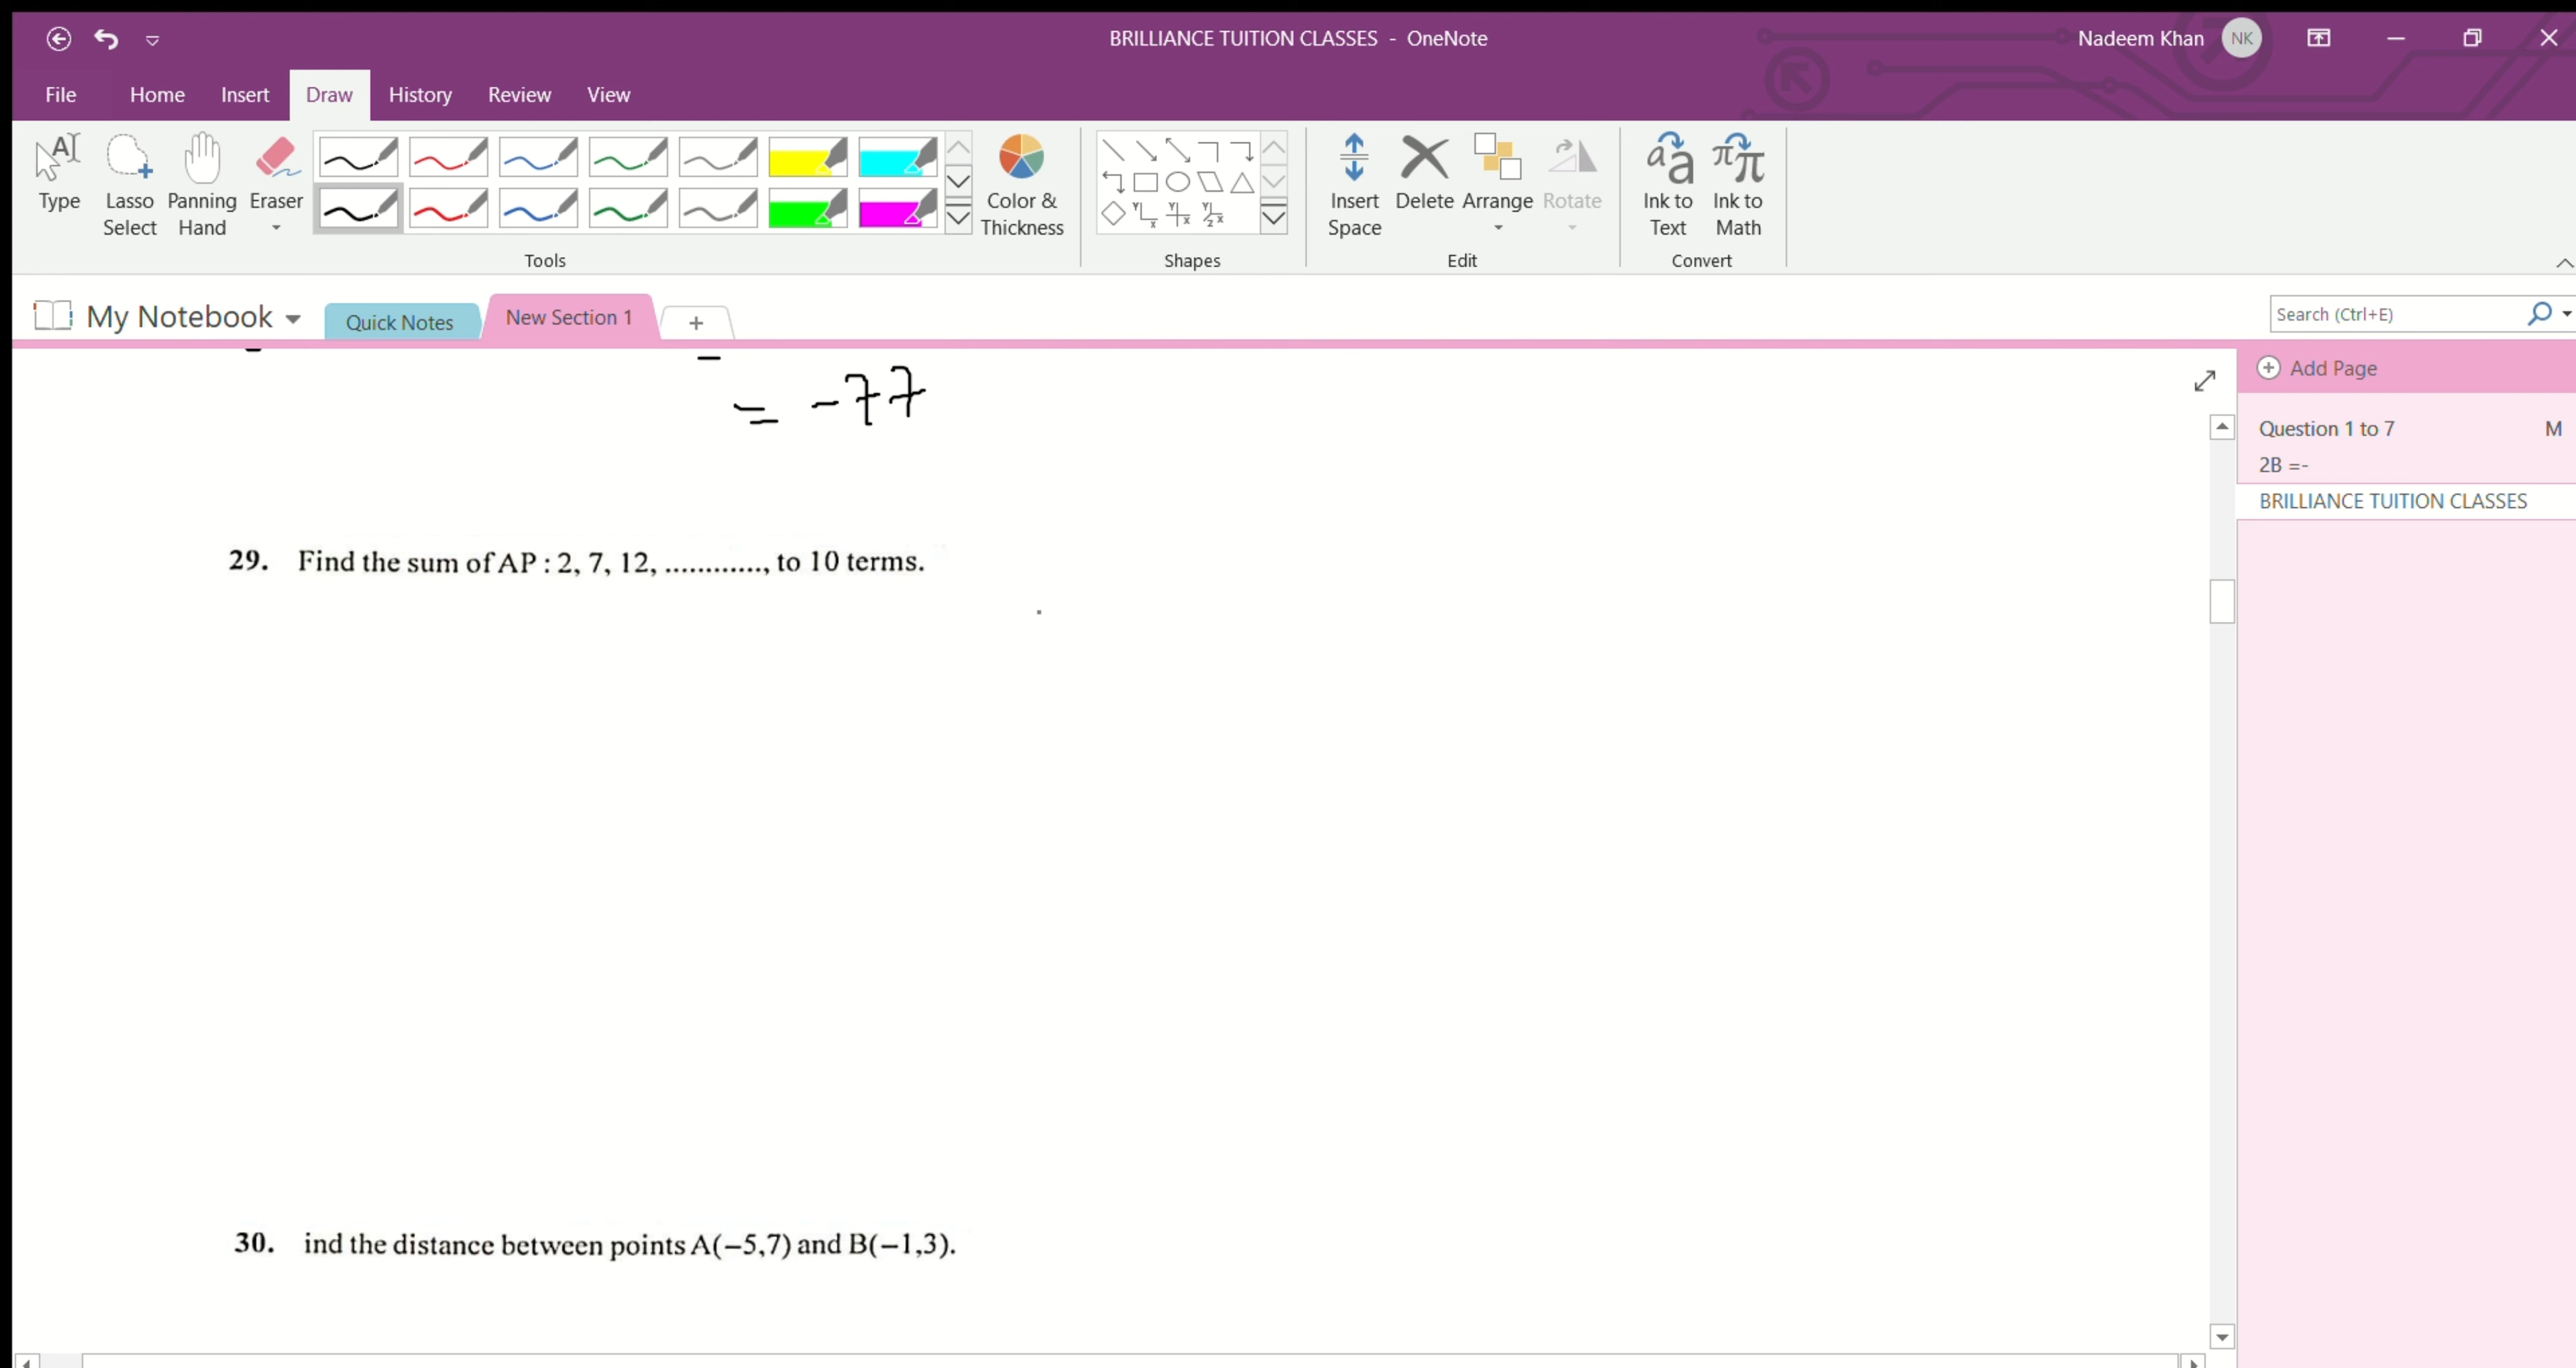 BRILLIANCE TUITION CLASSES - OneNote
Nadeem Khan NK
File Home Insert Draw History Review View
Type
Lasso Select
Panning Hand
Eraser
Color & Thickness
Insert Space
Delete
Arrange
Rotate
Ink to Text
Ink to Math
Tools
Shapes
Edit
Convert
My Notebook
Quick Notes
New Section 1
+
Search (Ctrl+E)
Add Page
Question 1 to 7 M
2B =-
BRILLIANCE TUITION CLASSES
= -77
29. Find the sum of AP : 2, 7, 12, ............, to 10 terms.
30. ind the distance between points A(−5,7) and B(−1,3).